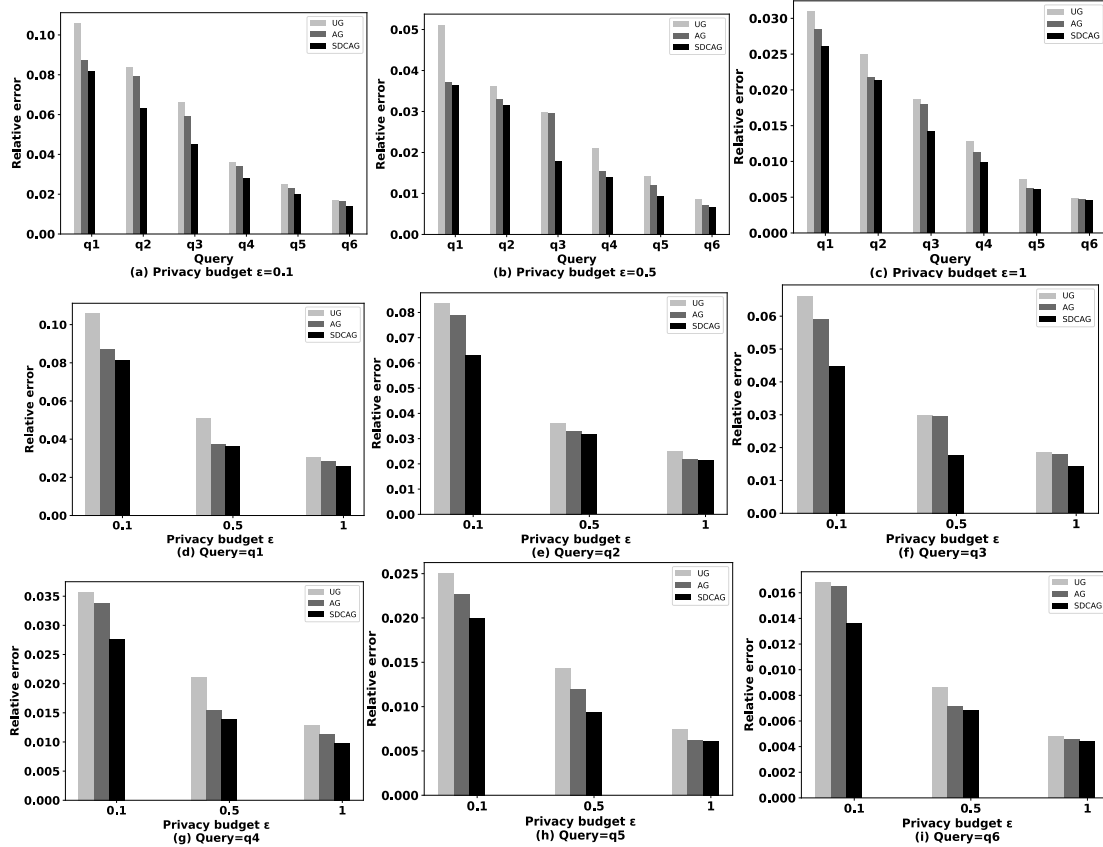 0.10
0.08
0.06
0.04
0.02
0.00
Relative error
UG
AG
SDCAG
q1 q2 q3 q4 q5 q6
Query
(a) Privacy budget ε=0.1
0.05
0.04
0.03
0.02
0.01
0.00
Relative error
UG
AG
SDCAG
q1 q2 q3 q4 q5 q6
Query
(b) Privacy budget ε=0.5
0.030
0.025
0.020
0.015
0.010
0.005
0.000
Relative error
UG
AG
SDCAG
q1 q2 q3 q4 q5 q6
Query
(c) Privacy budget ε=1
0.10
0.08
0.06
0.04
0.02
0.00
Relative error
UG
AG
SDCAG
0.1 0.5 1
Privacy budget ε
(d) Query=q1
0.08
0.07
0.06
0.05
0.04
0.03
0.02
0.01
0.00
Relative error
UG
AG
SDCAG
0.1 0.5 1
Privacy budget ε
(e) Query=q2
0.06
0.05
0.04
0.03
0.02
0.01
0.00
Relative error
UG
AG
SDCAG
0.1 0.5 1
Privacy budget ε
(f) Query=q3
0.035
0.030
0.025
0.020
0.015
0.010
0.005
0.000
Relative error
UG
AG
SDCAG
0.1 0.5 1
Privacy budget ε
(g) Query=q4
0.025
0.020
0.015
0.010
0.005
0.000
Relative error
UG
AG
SDCAG
0.1 0.5 1
Privacy budget ε
(h) Query=q5
0.016
0.014
0.012
0.010
0.008
0.006
0.004
0.002
0.000
Relative error
UG
AG
SDCAG
0.1 0.5 1
Privacy budget ε
(i) Query=q6